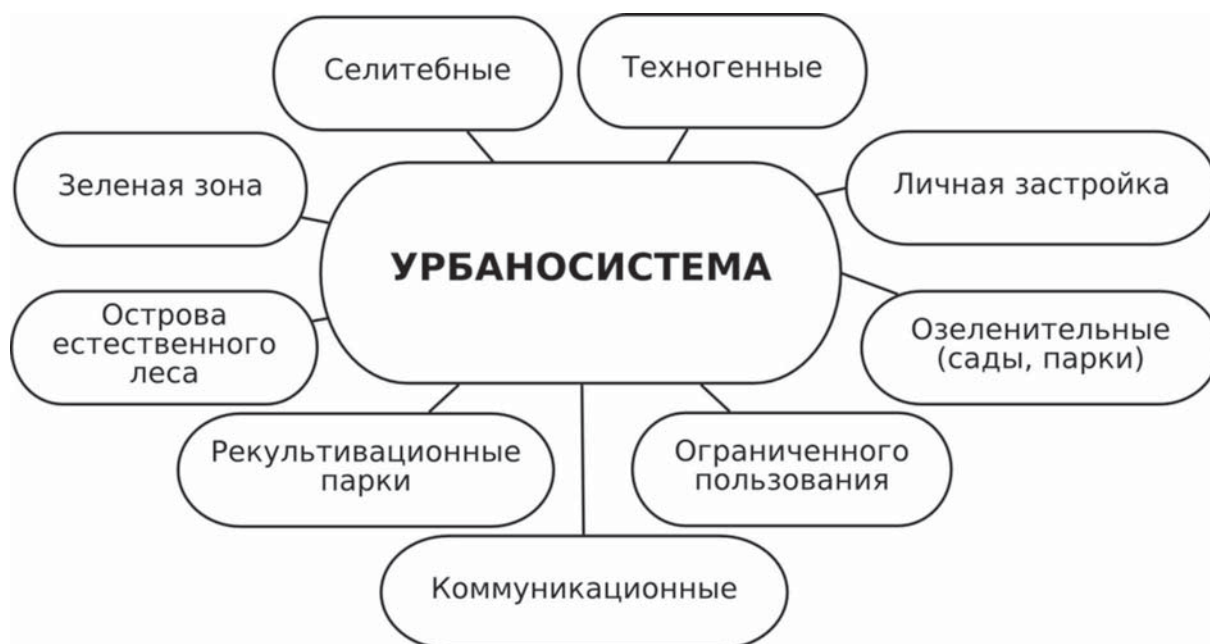 Селитебные
Техногенные
Зеленая зона
Личная застройка
УРБАНОСИСТЕМА
Острова
естественного
леса
Озеленительные
(сады, парки)
Рекультивационные
парки
Ограниченного
пользования
Коммуникационные